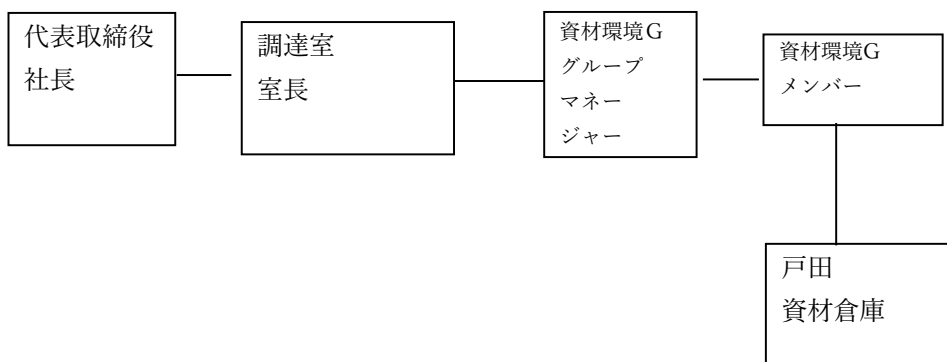 代表取締役
社長
調達室
室長
資材環境G
グループ
マネー
ジャー
資材環境G
メンバー
戸田
資材倉庫